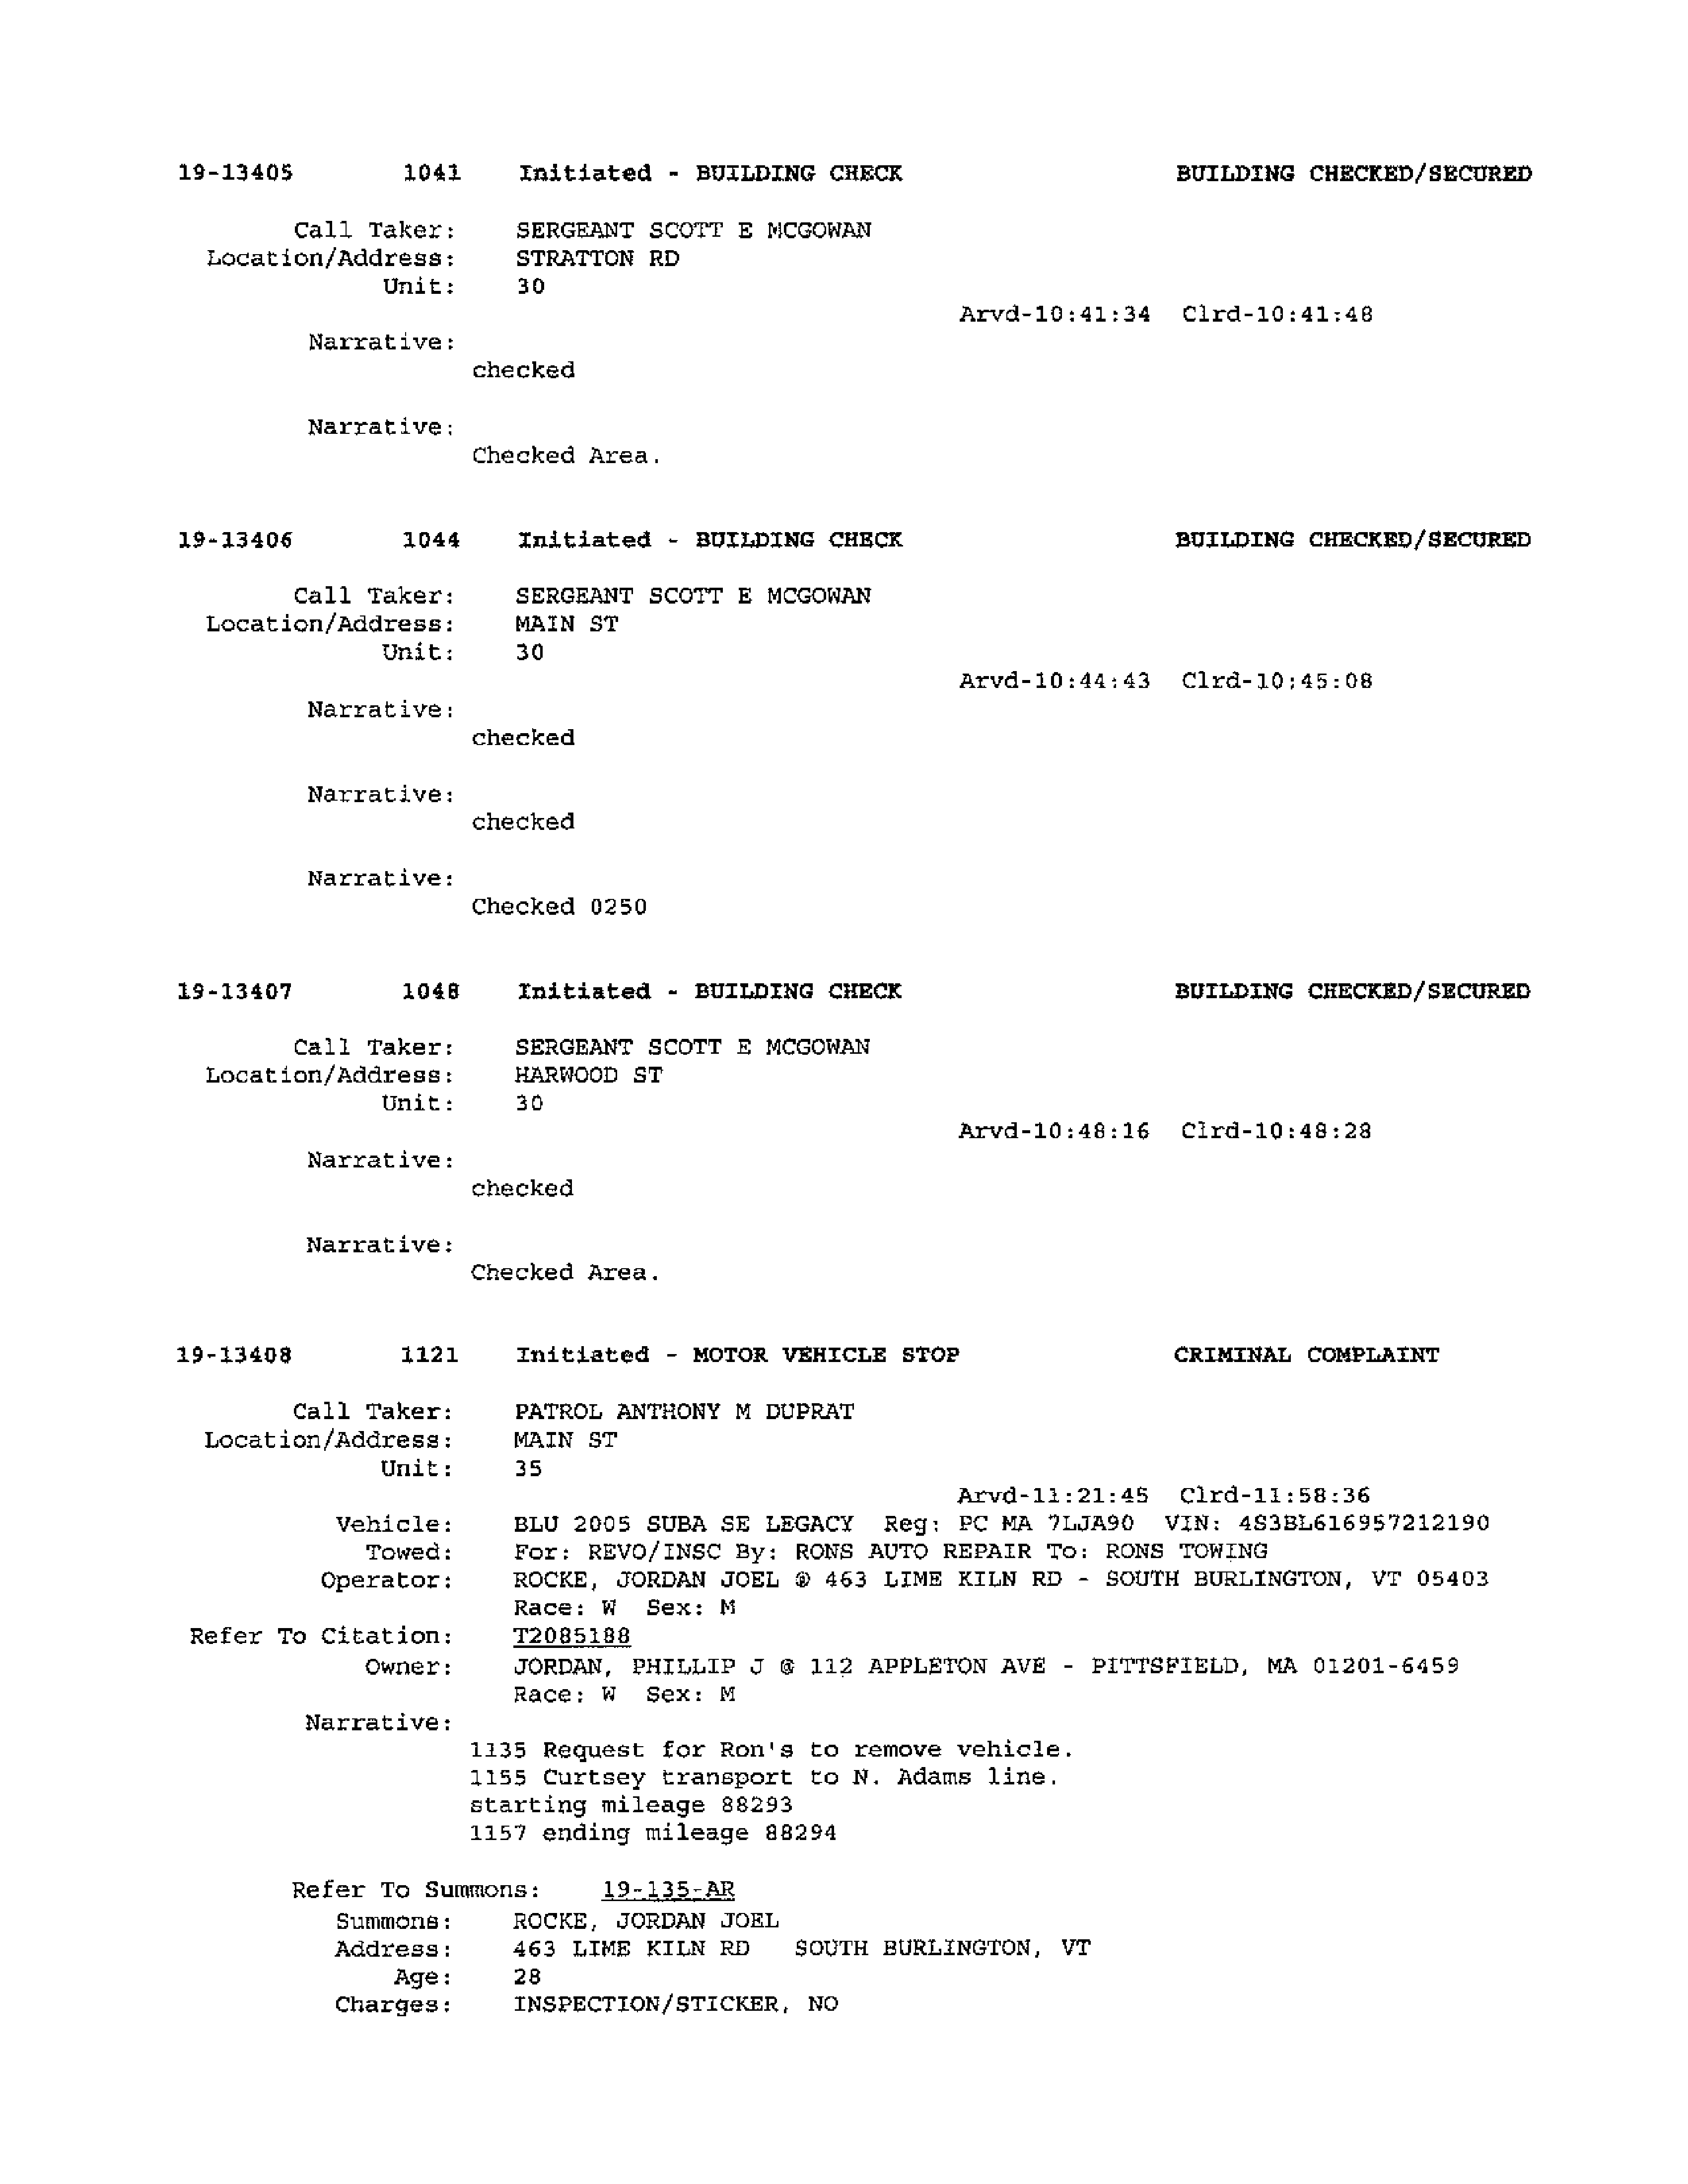 19-13405 1041 Initiated - BUILDING CHECK BUILDING CHECKED/SECURED
Call Taker: SERGEANT SCOTT E MCGOWAN
Location/Address: STRATTON RD
Unit: 30
Arvd-10:41:34 Clrd-10:41:48
Narrative:
checked
Narrative:
Checked Area.
19-13406 1044 Initiated - BUILDING CHECK BUILDING CHECKED/SECURED
Call Taker: SERGEANT SCOTT E MCGOWAN
Location/Address: MAIN ST
Unit: 30
Arvd-10:44:43 Clrd-10:45:08
Narrative:
checked
Narrative:
checked
Narrative:
Checked 0250
19-13407 1048 Initiated - BUILDING CHECK BUILDING CHECKED/SECURED
Call Taker: SERGEANT SCOTT E MCGOWAN
Location/Address: HARWOOD ST
Unit: 30
Arvd-10:48:16 Clrd-10:48:28
Narrative:
checked
Narrative:
Checked Area.
19-13408 1121 Initiated - MOTOR VEHICLE STOP CRIMINAL COMPLAINT
Call Taker: PATROL ANTHONY M DUPRAT
Location/Address: MAIN ST
Unit: 35
Arvd-11:21:45 Clrd-11:58:36
Vehicle: BLU 2005 SUBA SE LEGACY Reg: PC MA 7LJA90 VIN: 4S3BL616957212190
Towed: For: REVO/INSC By: RONS AUTO REPAIR To: RONS TOWING
Operator: ROCKE, JORDAN JOEL @ 463 LIME KILN RD - SOUTH BURLINGTON, VT 05403
Race: W Sex: M
Refer To Citation: T2085188
Owner: JORDAN, PHILLIP J @ 112 APPLETON AVE - PITTSFIELD, MA 01201-6459
Race: W Sex: M
Narrative:
1135 Request for Ron's to remove vehicle.
1155 Curtsey transport to N. Adams line.
starting mileage 88293
1157 ending mileage 88294
Refer To Summons: 19-135-AR
Summons: ROCKE, JORDAN JOEL
Address: 463 LIME KILN RD SOUTH BURLINGTON, VT
Age: 28
Charges: INSPECTION/STICKER, NO